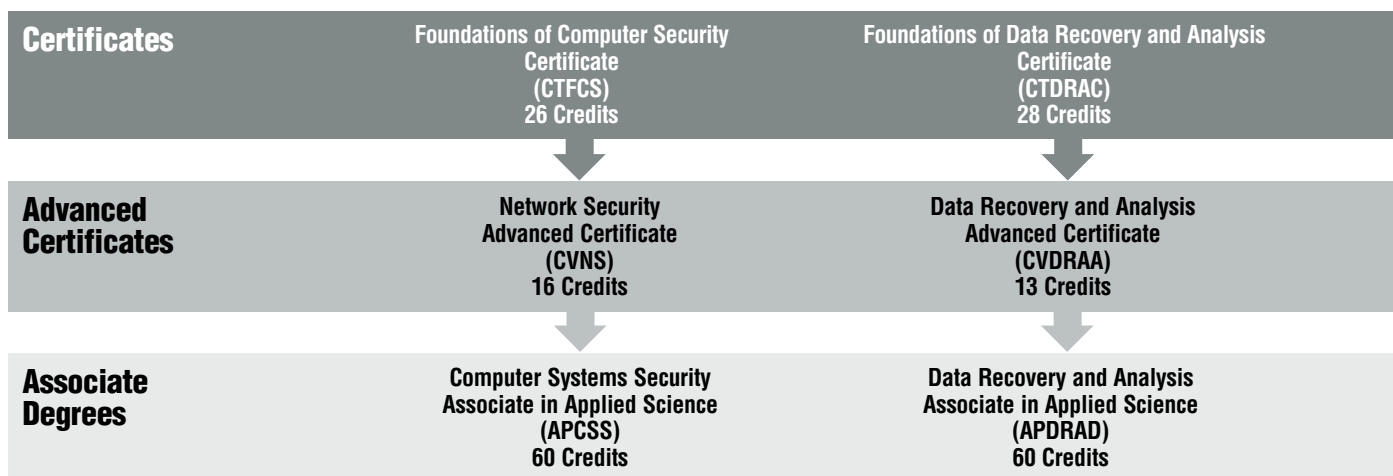 Certificates
Foundations of Computer Security
Certificate
(CTFCS)
26 Credits
Foundations of Data Recovery and Analysis
Certificate
(CTDRAC)
28 Credits
Advanced
Certificates
Network Security
Advanced Certificate
(CVNS)
16 Credits
Data Recovery and Analysis
Advanced Certificate
(CVDRAA)
13 Credits
Associate
Degrees
Computer Systems Security
Associate in Applied Science
(APCSS)
60 Credits
Data Recovery and Analysis
Associate in Applied Science
(APDRAD)
60 Credits